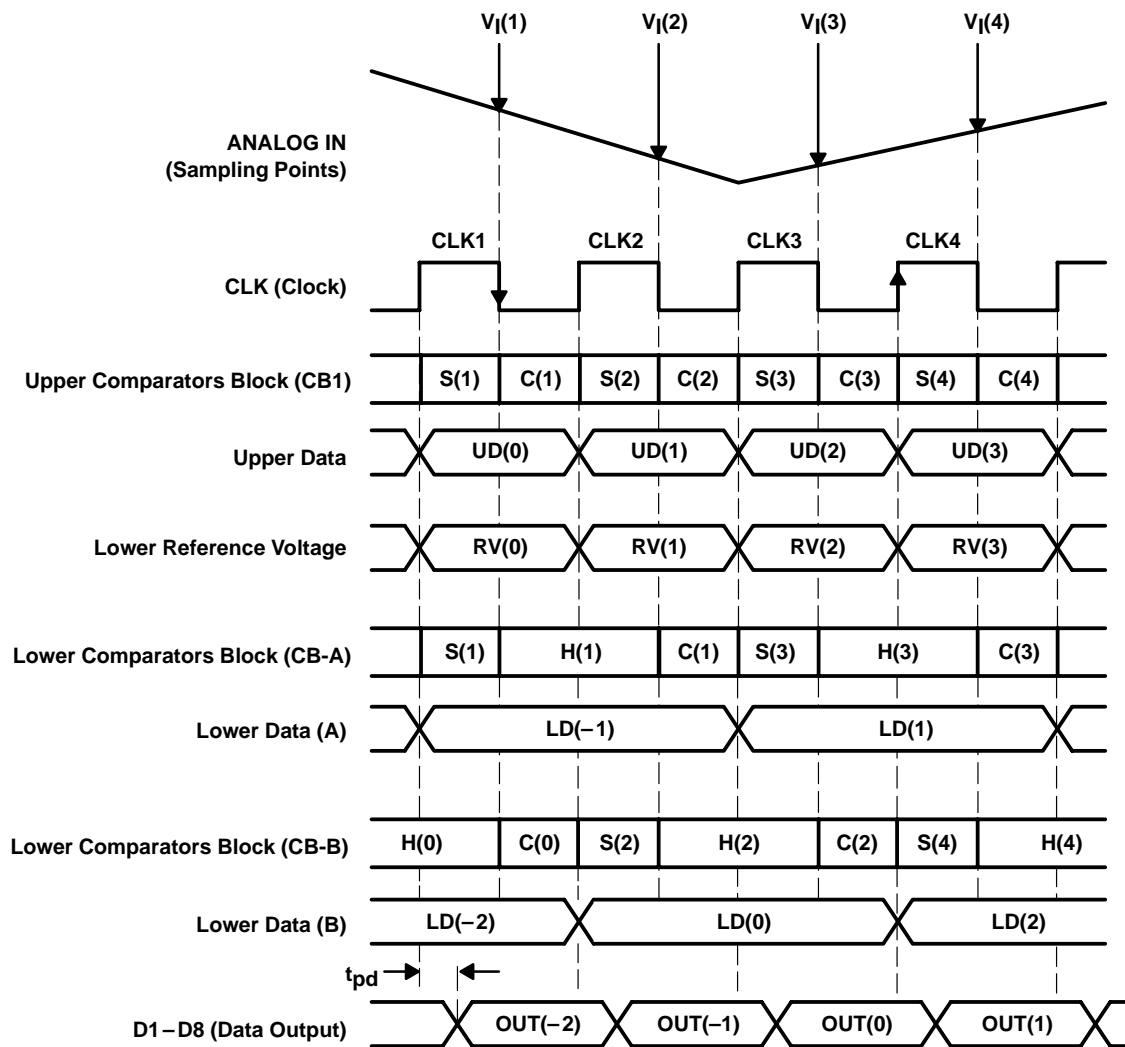 VI(1) VI(2) VI(3) VI(4)
ANALOG IN
(Sampling Points)
CLK1 CLK2 CLK3 CLK4
CLK (Clock)
Upper Comparators Block (CB1) S(1) C(1) S(2) C(2) S(3) C(3) S(4) C(4)
Upper Data UD(0) UD(1) UD(2) UD(3)
Lower Reference Voltage RV(0) RV(1) RV(2) RV(3)
Lower Comparators Block (CB-A) S(1) H(1) C(1) S(3) H(3) C(3)
Lower Data (A) LD(−1) LD(1)
Lower Comparators Block (CB-B) H(0) C(0) S(2) H(2) C(2) S(4) H(4)
Lower Data (B) LD(−2) LD(0) LD(2)
tpd
D1−D8 (Data Output) OUT(−2) OUT(−1) OUT(0) OUT(1)